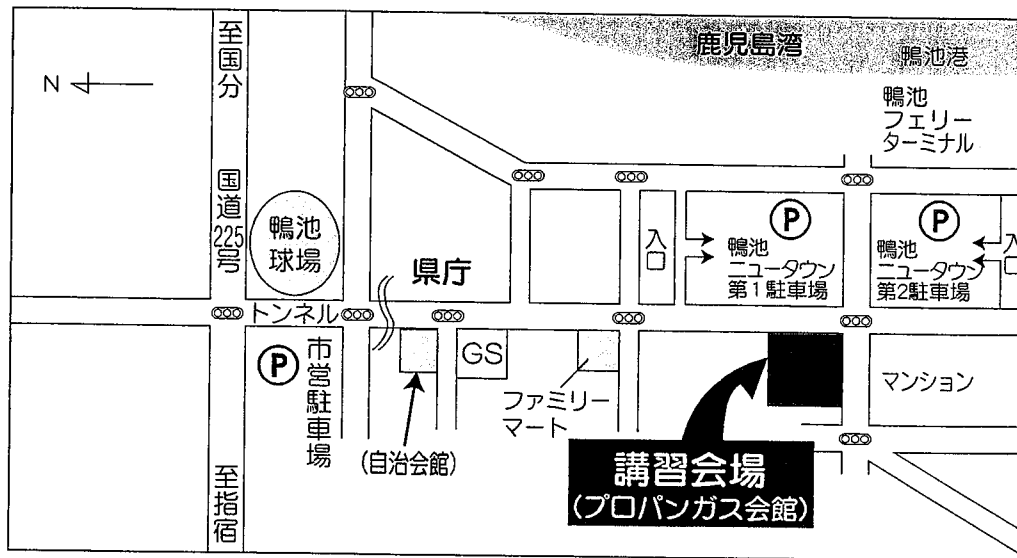 至国分
国道
225号
至指宿
N
鴨池
球場
トンネル
P
市営駐車場
鹿児島湾
鴨池港
鴨池
フェリー
ターミナル
県庁
入口
P
鴨池
ニュータウン
第1駐車場
P
鴨池
ニュータウン
第2駐車場
入口
(自治会館)
GS
ファミリー
マート
マンション
講習会場
(プロパンガス会館)